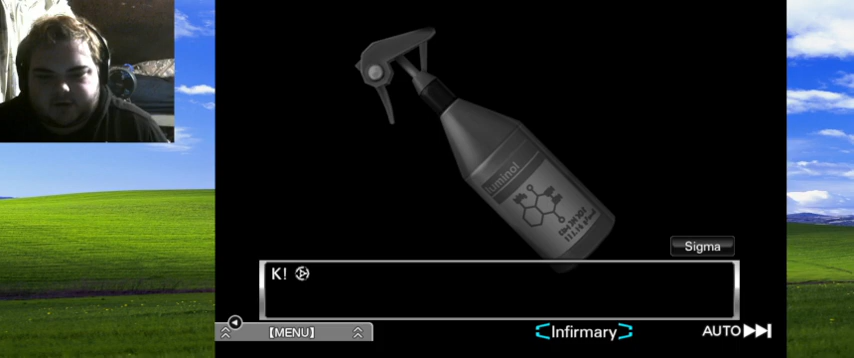 luminol
Sigma
K!
[MENU]
Infirmary
AUTO